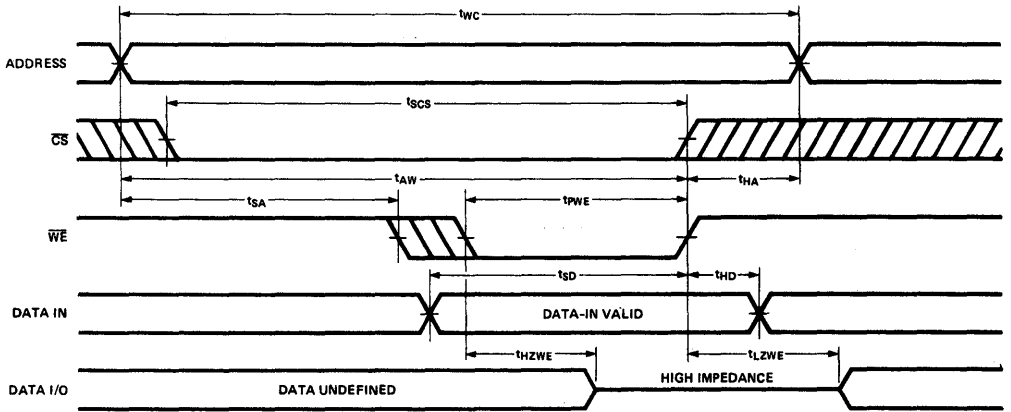 tWC
ADDRESS
tSCS
CS
tAW
tHA
tSA
tPWE
WE
tSD
tHD
DATA IN
DATA-IN VALID
tHZWE
tLZWE
DATA I/O
DATA UNDEFINED
HIGH IMPEDANCE